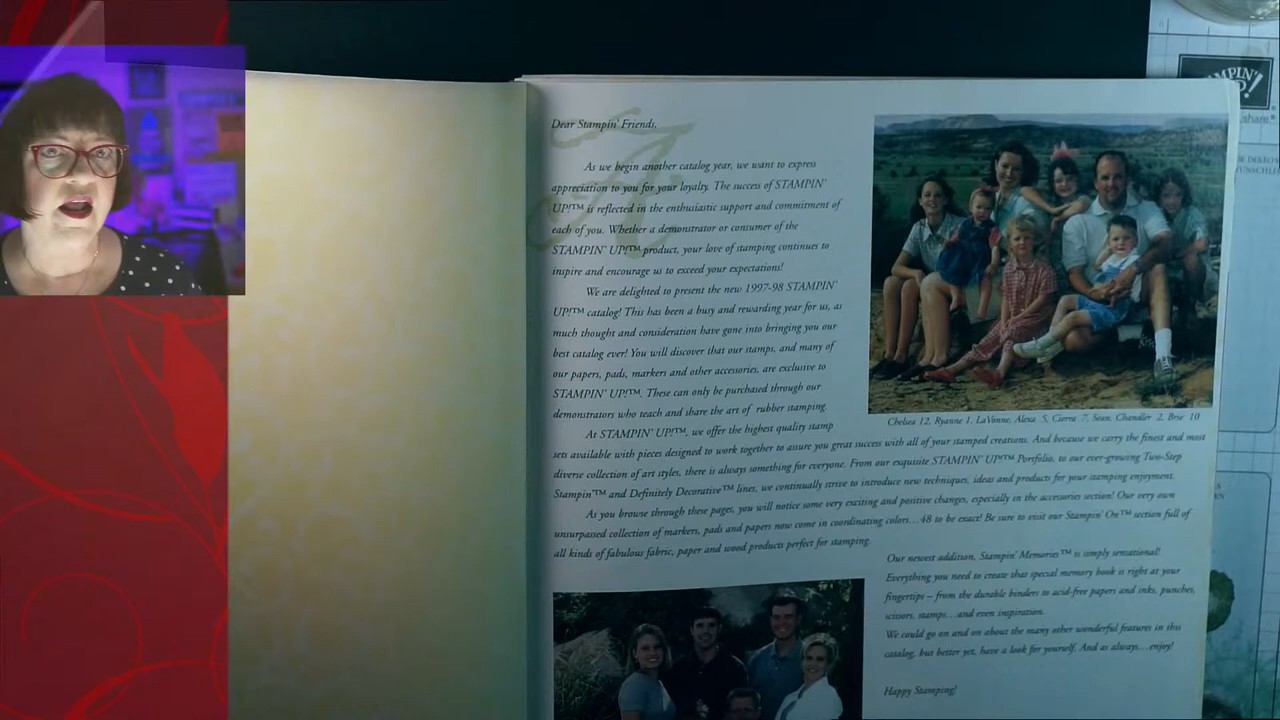 Dear Stampin' Friends,
As we begin another catalog year, we want to express
appreciation to you for your loyalty. The success of STAMPIN'
UP!™ is reflected in the enthusiastic support and commitment of
each of you. Whether a demonstrator or consumer of the
STAMPIN' UP!™ product, your love of stamping continues to
inspire and encourage us to exceed your expectations!
We are delighted to present the new 1997-98 STAMPIN'
UP!™ catalog! This has been a busy and rewarding year for us, as
much thought and consideration have gone into bringing you our
best catalog ever! You will discover that our stamps, and many of
our papers, pads, markers and other accessories, are exclusive to
STAMPIN' UP!™. These can only be purchased through our
demonstrators who teach and share the art of rubber stamping.
At STAMPIN' UP!™, we offer the highest quality stamp
sets available with pieces designed to work together to assure you great success with all of your stamped creations. And because we carry the finest and most
diverse collection of art styles, there is always something for everyone. From our exquisite STAMPIN' UP!™ Portfolio, to our ever-growing Two-Step
Stampin'™ and Definitely Decorative™ lines, we continually strive to introduce new techniques, ideas and products for your stamping enjoyment.
As you browse through these pages, you will notice some very exciting and positive changes, especially in the accessories section! Our very own
unsurpassed collection of markers, pads and papers now come in coordinating colors...48 to be exact! Be sure to visit our Stampin' On™ section full of
all kinds of fabulous fabric, paper and wood products perfect for stamping.
Chelsea 12, Ryanne 1, LaVonne, Alexa 5, Cierra 7, Sean, Chandler 2, Brie 10
Our newest addition, Stampin' Memories™ is simply sensational!
Everything you need to create that special memory book is right at your
fingertips – from the durable binders to acid-free papers and inks, punches,
scissors, stamps...and even inspiration.
We could go on and on about the many other wonderful features in this
catalog, but better yet, have a look for yourself. And as always...enjoy!
Happy Stamping!
share.